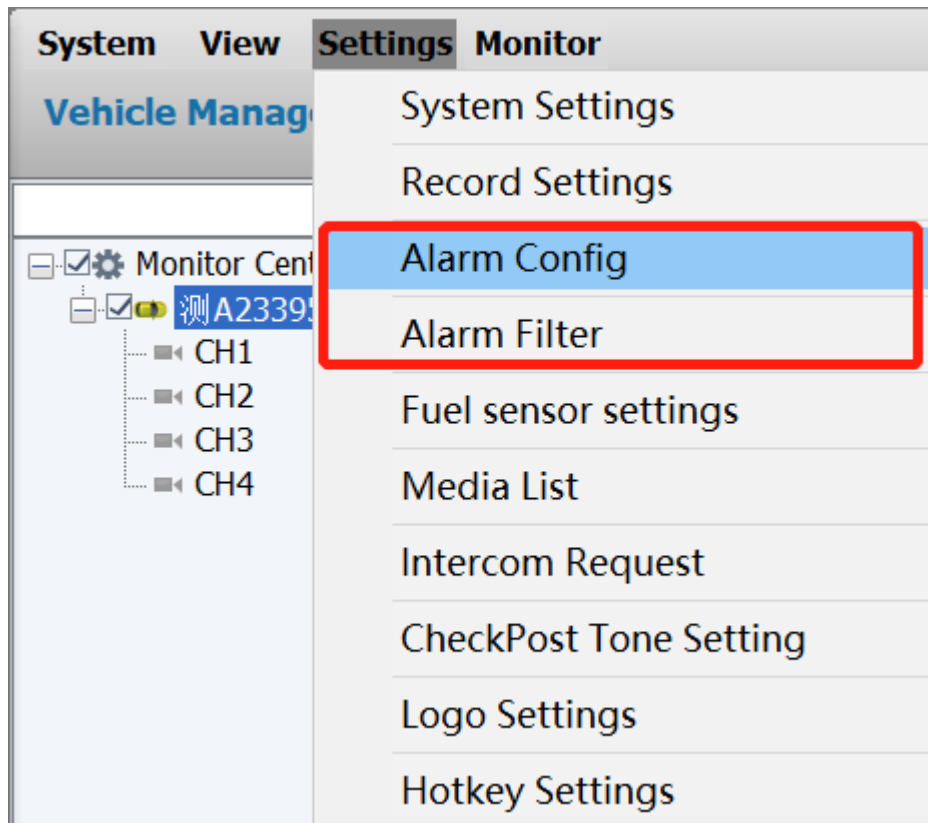 System View Settings Monitor
Vehicle Manag
Monitor Cent
测A23395
CH1
CH2
CH3
CH4
System Settings
Record Settings
Alarm Config
Alarm Filter
Fuel sensor settings
Media List
Intercom Request
CheckPost Tone Setting
Logo Settings
Hotkey Settings